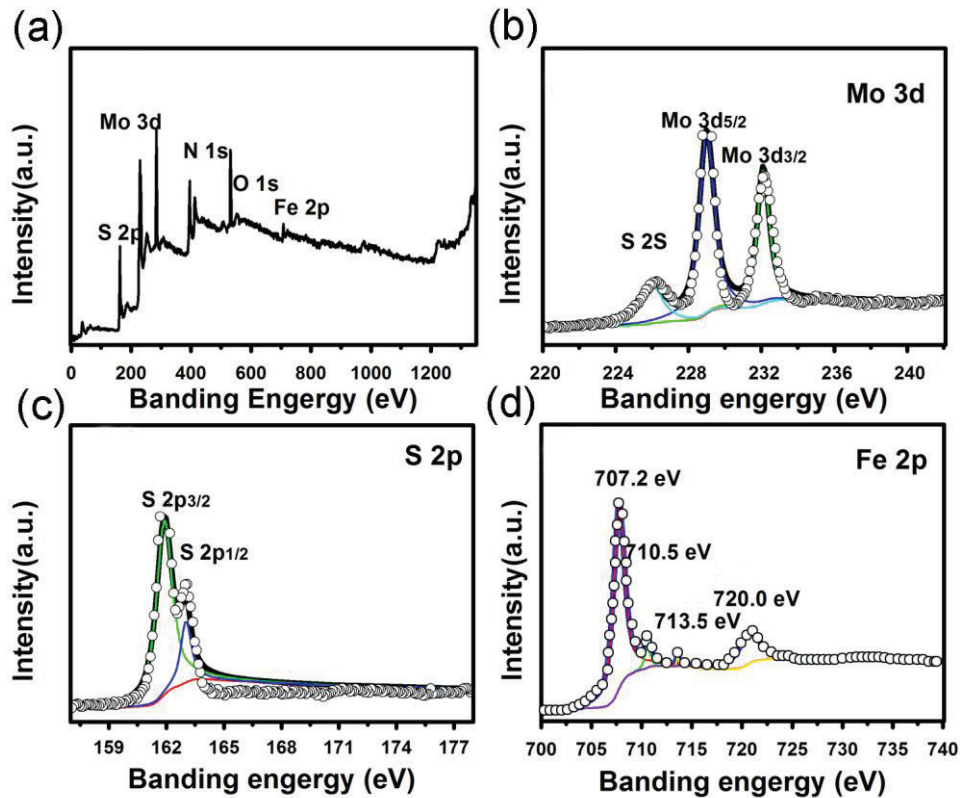 (a)
Intensity(a.u.)
S 2p
Mo 3d
N 1s
O 1s
Fe 2p
0 200 400 600 800 1000 1200
Banding Engergy (eV)
(b)
Mo 3d
Intensity(a.u.)
S 2S
Mo 3d5/2
Mo 3d3/2
220 224 228 232 236 240
Banding engergy (eV)
(c)
S 2p
Intensity(a.u.)
S 2p3/2
S 2p1/2
159 162 165 168 171 174 177
Banding engergy (eV)
(d)
Fe 2p
Intensity(a.u.)
707.2 eV
710.5 eV
713.5 eV
720.0 eV
700 705 710 715 720 725 730 735 740
Banding engergy (eV)